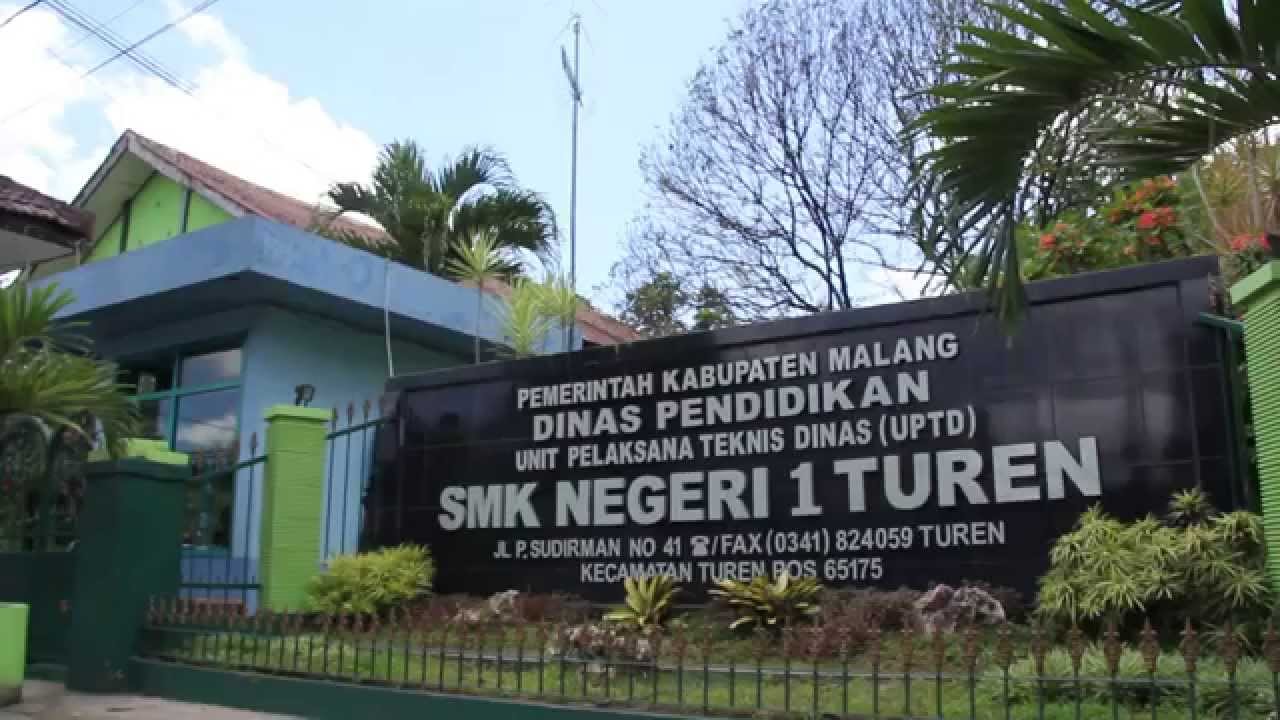 PEMERINTAH KABUPATEN MALANG
DINAS PENDIDIKAN
UNIT PELAKSANA TEKNIS DINAS (UPTD)
SMK NEGERI 1 TUREN
JL. P. SUDIRMAN NO 41 ☎/FAX (0341) 824059 TUREN
KECAMATAN TUREN POS 65175